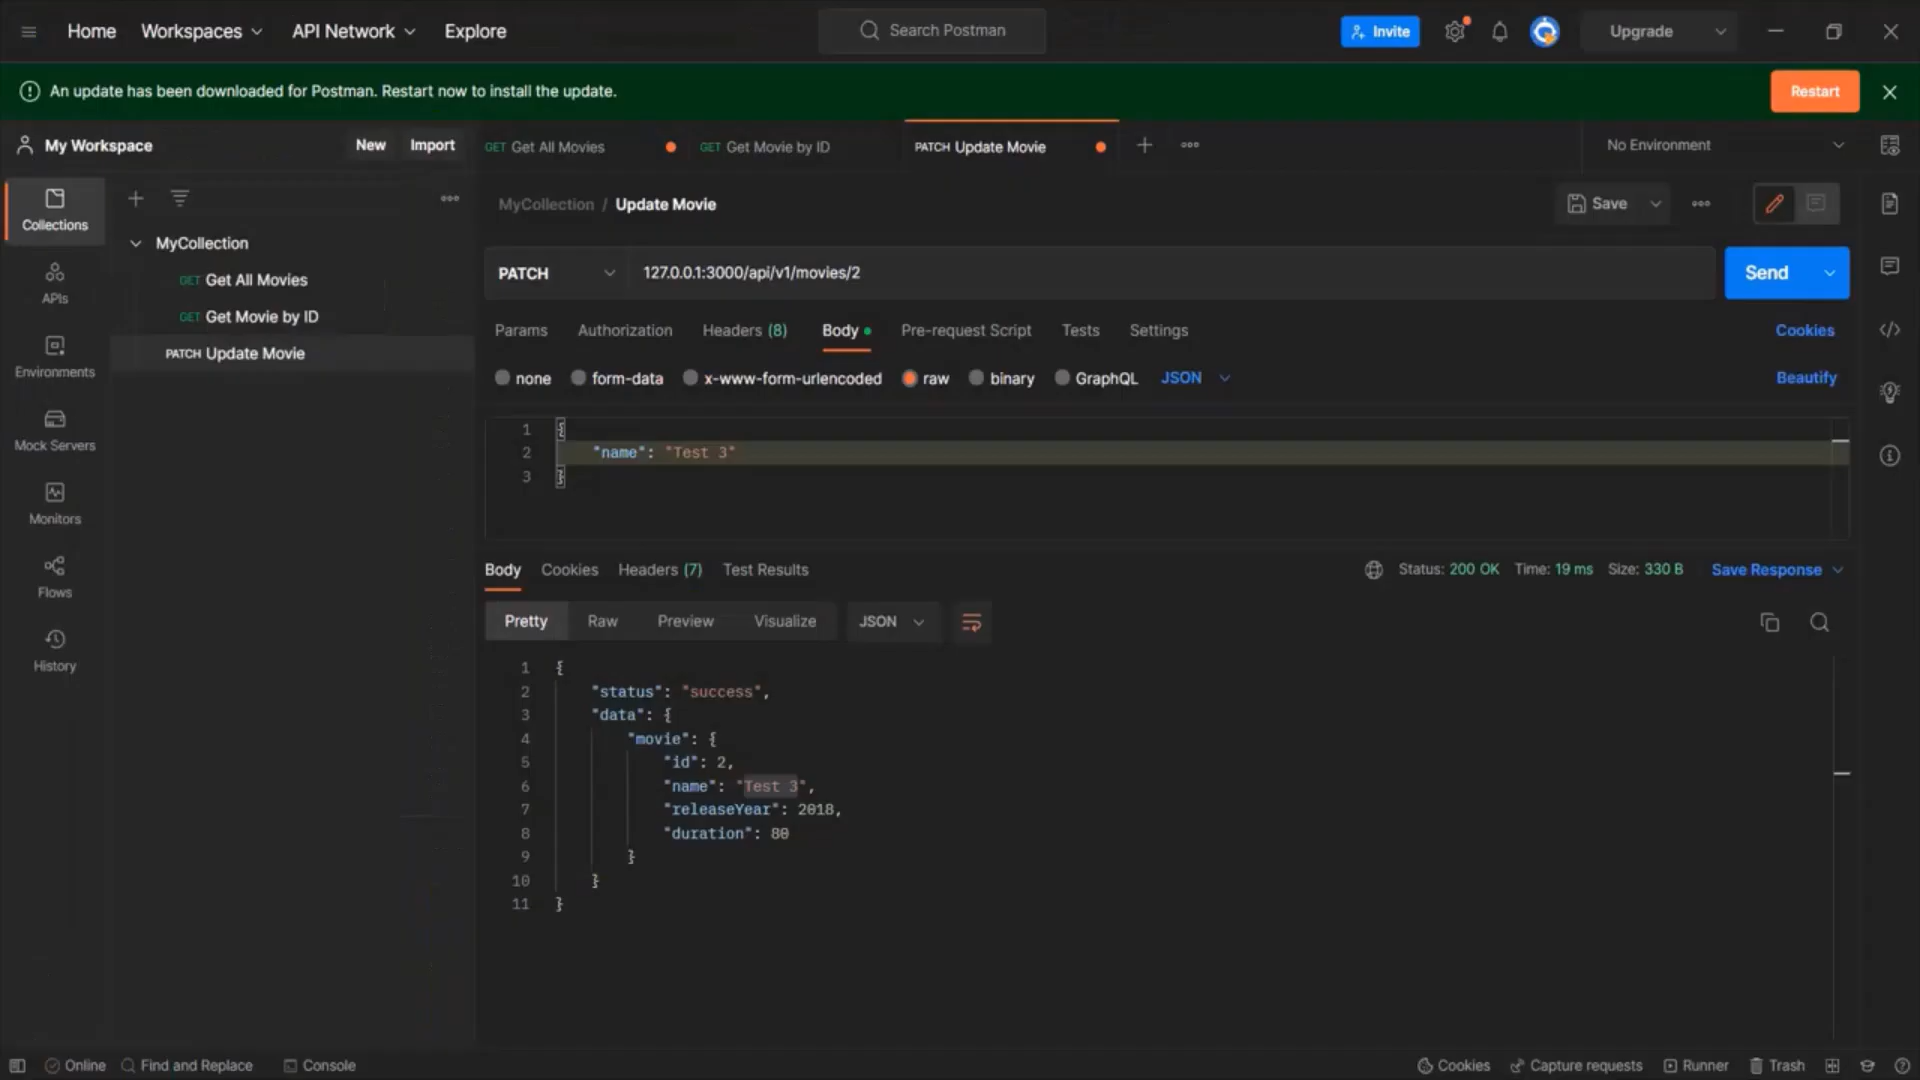 Home Workspaces API Network Explore Search Postman Invite Upgrade
An update has been downloaded for Postman. Restart now to install the update. Restart
My Workspace New Import GET Get All Movies GET Get Movie by ID PATCH Update Movie No Environment
Collections
MyCollection / Update Movie Save
MyCollection
GET Get All Movies
GET Get Movie by ID
PATCH Update Movie
APIs
Environments
Mock Servers
Monitors
Flows
History
PATCH 127.0.0.1:3000/api/v1/movies/2 Send
Params Authorization Headers (8) Body Pre-request Script Tests Settings Cookies
none form-data x-www-form-urlencoded raw binary GraphQL JSON Beautify
1 {
2 "name": "Test 3"
3 }
Body Cookies Headers (7) Test Results Status: 200 OK Time: 19 ms Size: 330 B Save Response
Pretty Raw Preview Visualize JSON
1 {
2 "status": "success",
3 "data": {
4 "movie": {
5 "id": 2,
6 "name": "Test 3",
7 "releaseYear": 2018,
8 "duration": 80
9 }
10 }
11 }
Online Find and Replace Console Cookies Capture requests Runner Trash